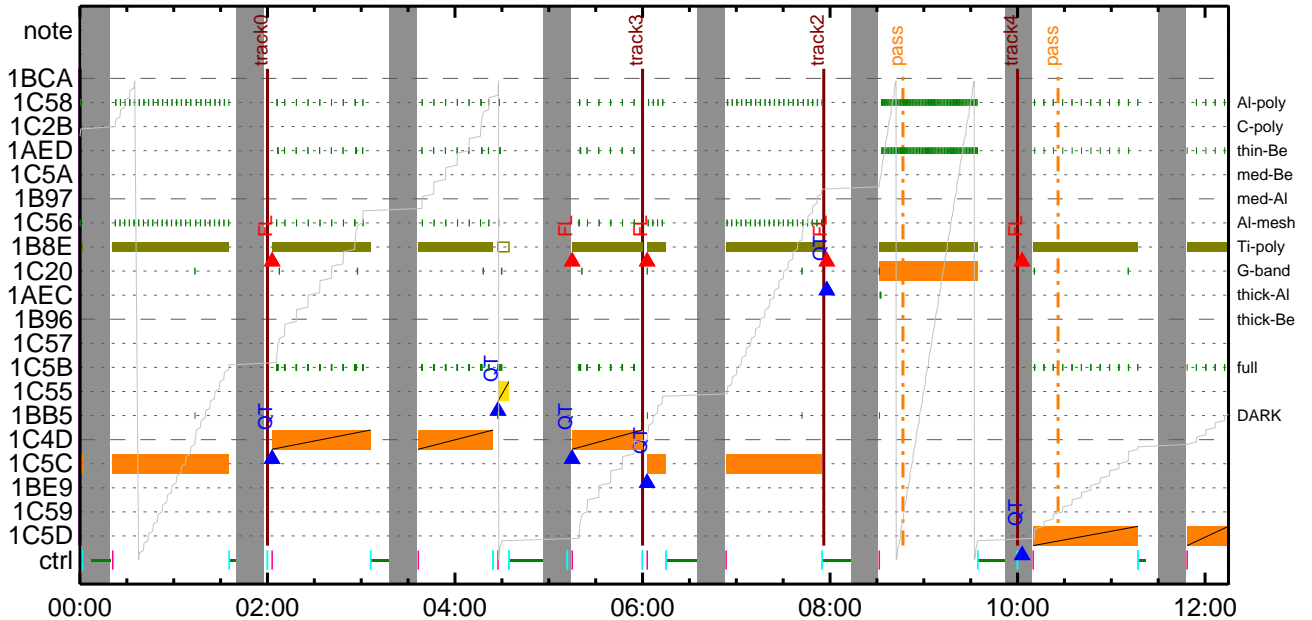 note
track0
track3
track2
pass
track4
pass
1BCA
1C58
Al-poly
1C2B
C-poly
1AED
thin-Be
1C5A
med-Be
1B97
med-Al
1C56
Al-mesh
FL
FL
FL
FL
FL
1B8E
Ti-poly
QT
1C20
G-band
1AEC
thick-Al
1B96
thick-Be
1C57
1C5B
full
QT
1C55
1BB5
DARK
QT
QT
1C4D
QT
1C5C
1BE9
1C59
QT
1C5D
ctrl
00:00
02:00
04:00
06:00
08:00
10:00
12:00